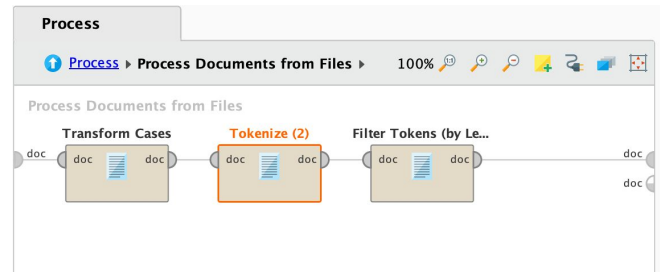 Process
Process ▸ Process Documents from Files ▸ 100%
Process Documents from Files
Transform Cases Tokenize (2) Filter Tokens (by Le...
doc doc doc doc doc doc doc doc
doc